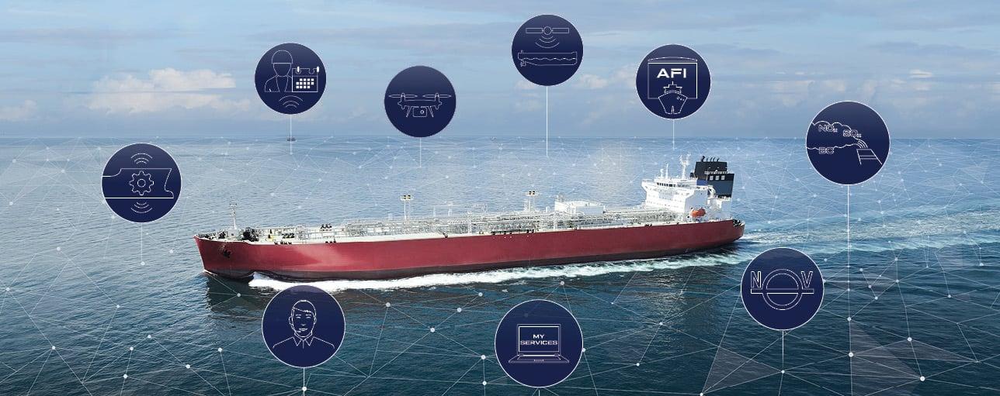 AFI
NOₓ SOₓ
BC
N V
MY
SERVICES